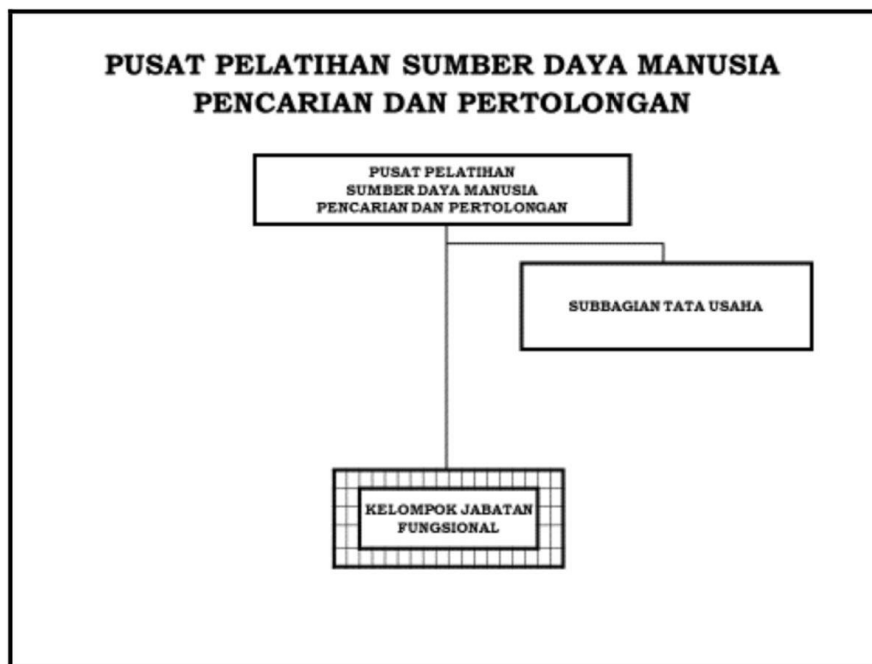 PUSAT PELATIHAN SUMBER DAYA MANUSIA
PENCARIAN DAN PERTOLONGAN
PUSAT PELATIHAN
SUMBER DAYA MANUSIA
PENCARIAN DAN PERTOLONGAN
SUBBAGIAN TATA USAHA
KELOMPOK JABATAN
FUNGSIONAL